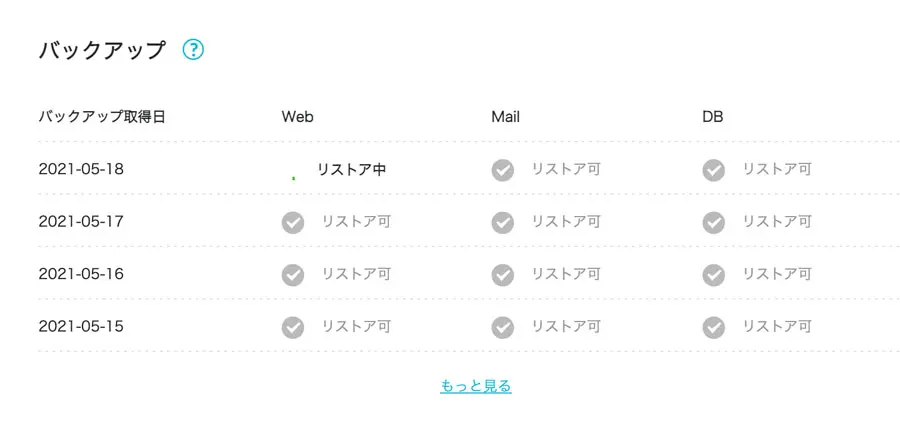 バックアップ ?
バックアップ取得日 Web Mail DB
2021-05-18 リストア中 リストア可 リストア可
2021-05-17 リストア可 リストア可 リストア可
2021-05-16 リストア可 リストア可 リストア可
2021-05-15 リストア可 リストア可 リストア可
もっと見る